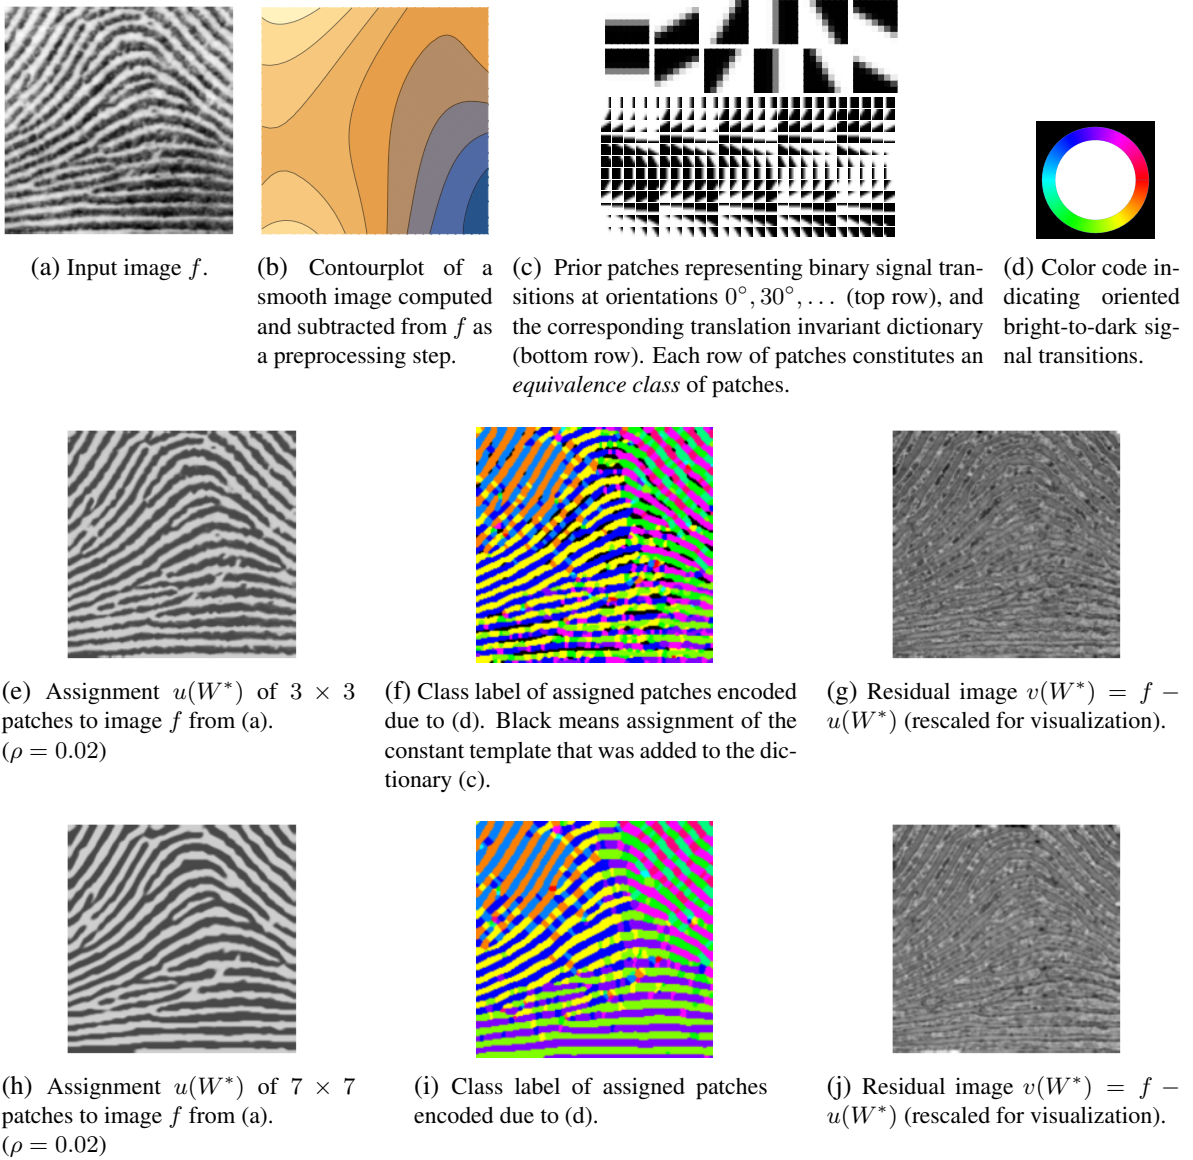 (a) Input image f.
(b) Contourplot of a
smooth image computed
and subtracted from f as
a preprocessing step.
(c) Prior patches representing binary signal tran-
sitions at orientations 0°, 30°, . . . (top row), and
the corresponding translation invariant dictionary
(bottom row). Each row of patches constitutes an
equivalence class of patches.
(d) Color code in-
dicating oriented
bright-to-dark sig-
nal transitions.
(e) Assignment u(W*) of 3 × 3
patches to image f from (a).
(ρ = 0.02)
(f) Class label of assigned patches encoded
due to (d). Black means assignment of the
constant template that was added to the dic-
tionary (c).
(g) Residual image v(W*) = f −
u(W*) (rescaled for visualization).
(h) Assignment u(W*) of 7 × 7
patches to image f from (a).
(ρ = 0.02)
(i) Class label of assigned patches
encoded due to (d).
(j) Residual image v(W*) = f −
u(W*) (rescaled for visualization).